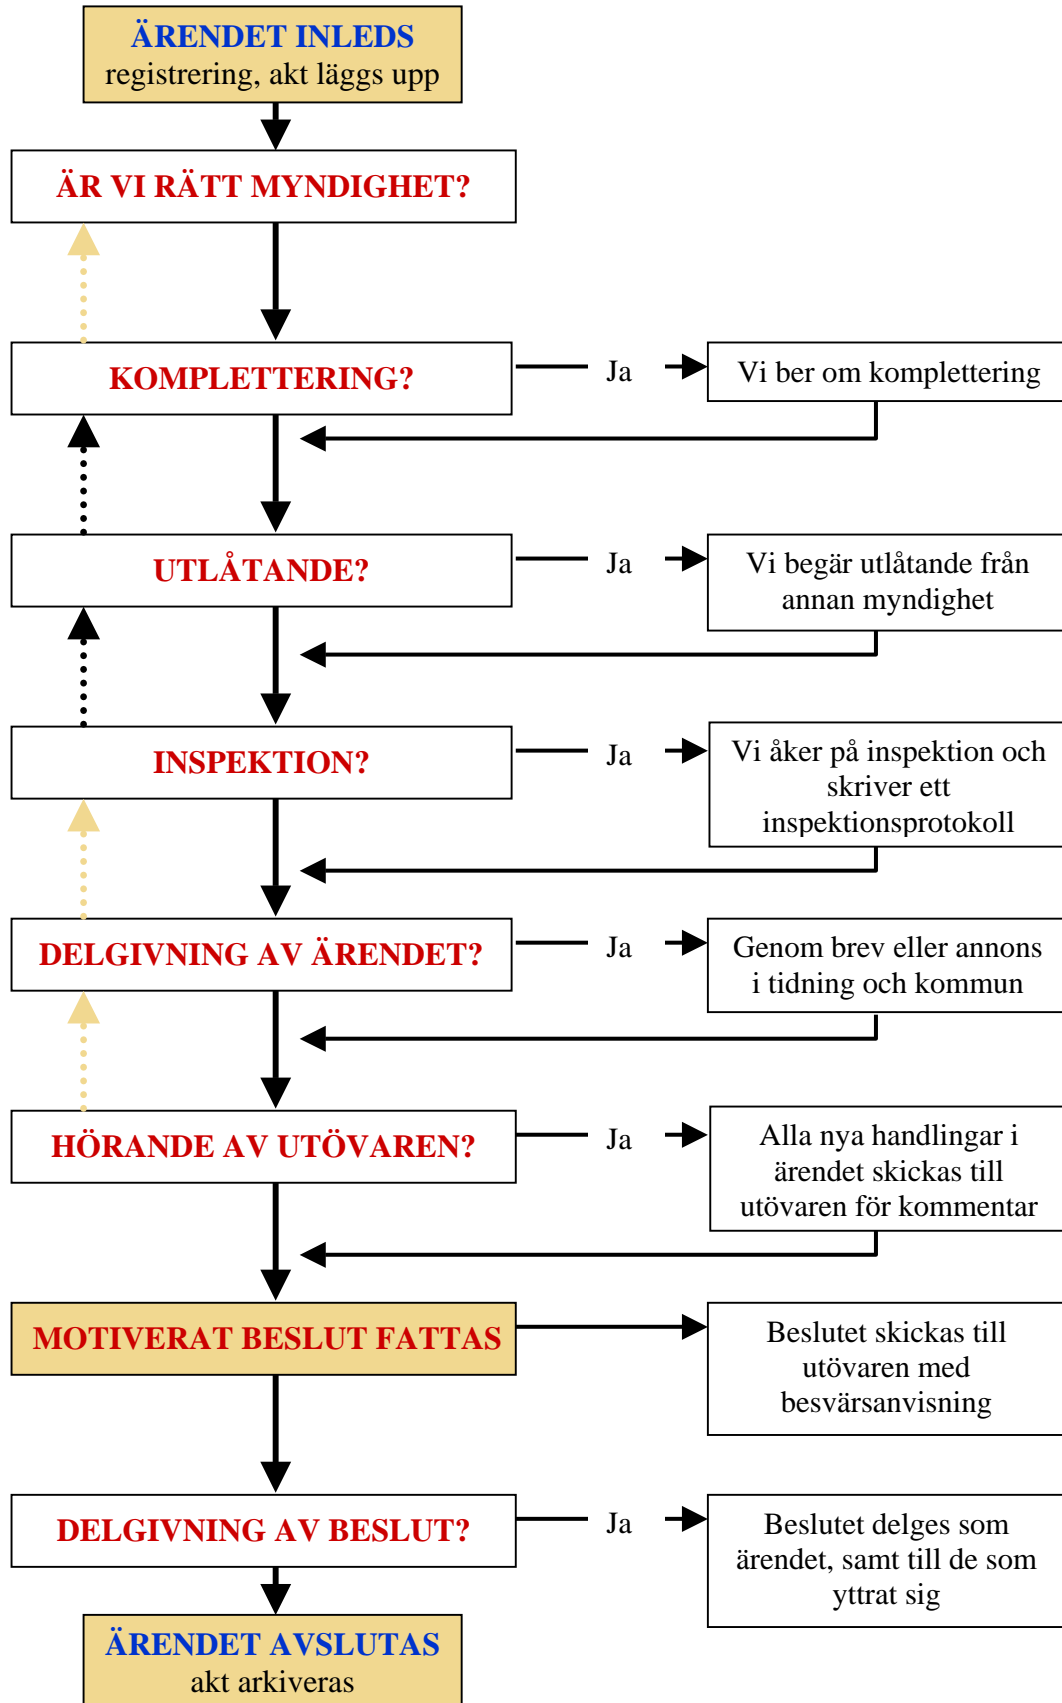 ÄRENDET INLEDS
registrering, akt läggs upp
ÄR VI RÄTT MYNDIGHET?
KOMPLETTERING?
Ja
Vi ber om komplettering
UTLÅTANDE?
Ja
Vi begär utlåtande från
annan myndighet
INSPEKTION?
Ja
Vi åker på inspektion och
skriver ett
inspektionsprotokoll
DELGIVNING AV ÄRENDET?
Ja
Genom brev eller annons
i tidning och kommun
HÖRANDE AV UTÖVAREN?
Ja
Alla nya handlingar i
ärendet skickas till
utövaren för kommentar
MOTIVERAT BESLUT FATTAS
Beslutet skickas till
utövaren med
besvärsanvisning
DELGIVNING AV BESLUT?
Ja
Beslutet delges som
ärendet, samt till de som
yttrat sig
ÄRENDET AVSLUTAS
akt arkiveras